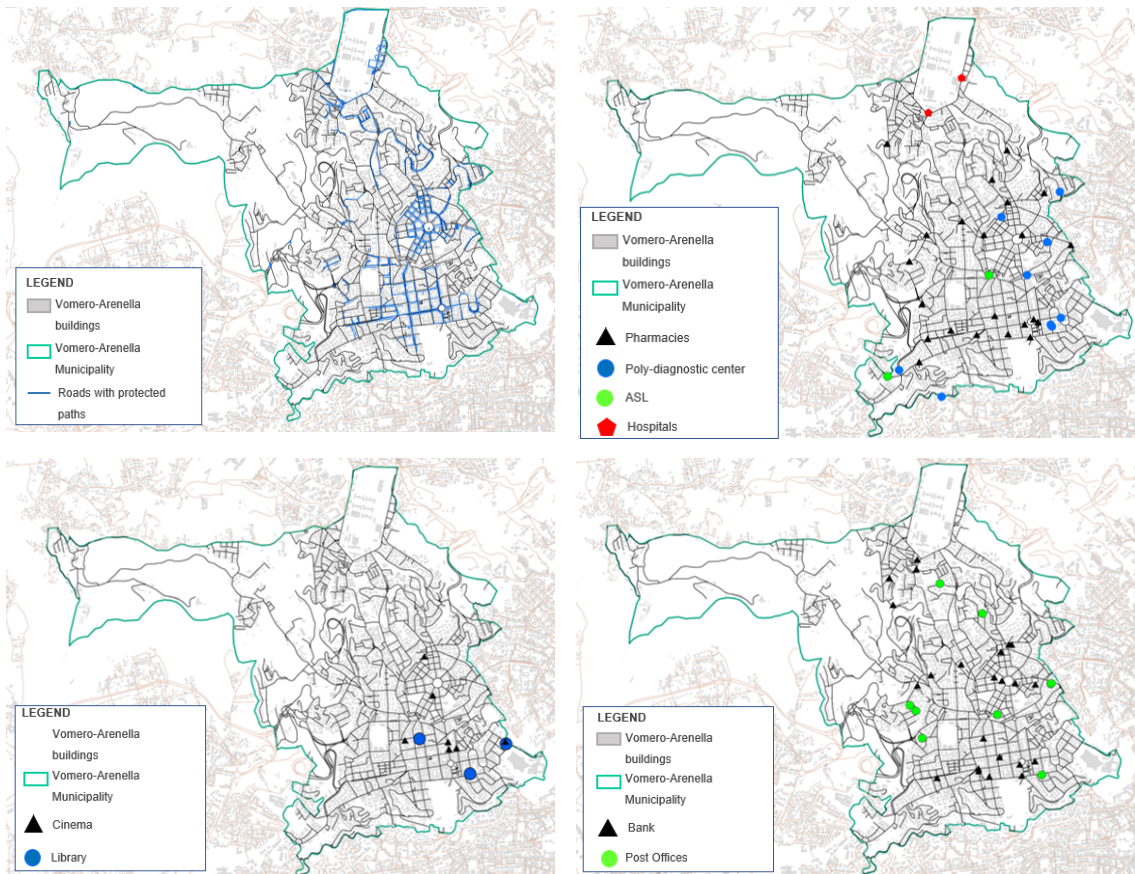 LEGEND
Vomero-Arenella
buildings
Vomero-Arenella
Municipality
Roads with protected
paths
LEGEND
Vomero-Arenella
buildings
Vomero-Arenella
Municipality
Pharmacies
Poly-diagnostic center
ASL
Hospitals
LEGEND
Vomero-Arenella
buildings
Vomero-Arenella
Municipality
Cinema
Library
LEGEND
Vomero-Arenella
buildings
Vomero-Arenella
Municipality
Bank
Post Offices